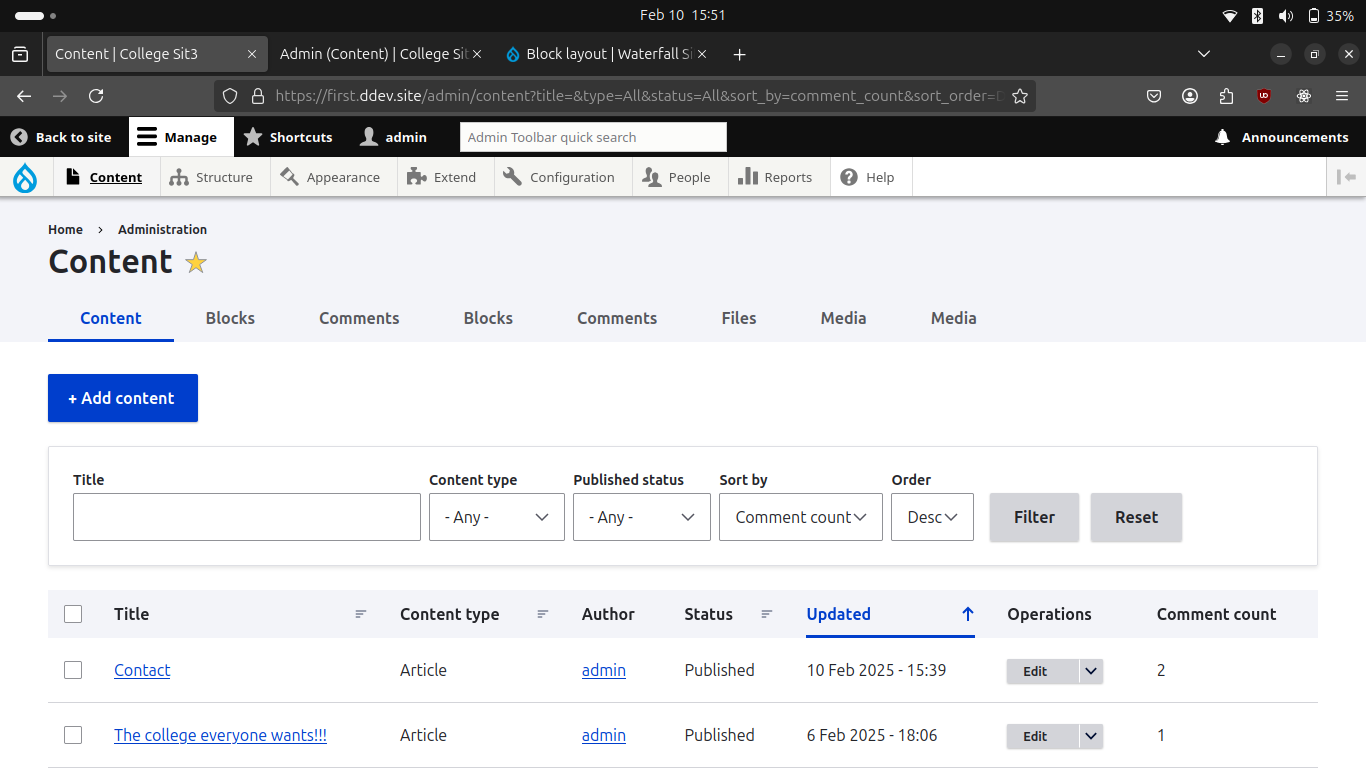 Feb 10 15:51
35%
Content | College Sit3
Admin (Content) | College Sit
Block layout | Waterfall Si
https://first.ddev.site/admin/content?title=&type=All&status=All&sort_by=comment_count&sort_order=D
Back to site
Manage
Shortcuts
admin
Admin Toolbar quick search
Announcements
Content
Structure
Appearance
Extend
Configuration
People
Reports
Help
Home › Administration
Content
Content Blocks Comments Blocks Comments Files Media Media
+ Add content
Title Content type Published status Sort by Order
- Any - - Any - Comment count Desc Filter Reset
Title Content type Author Status Updated Operations Comment count
Contact Article admin Published 10 Feb 2025 - 15:39 Edit 2
The college everyone wants!!! Article admin Published 6 Feb 2025 - 18:06 Edit 1